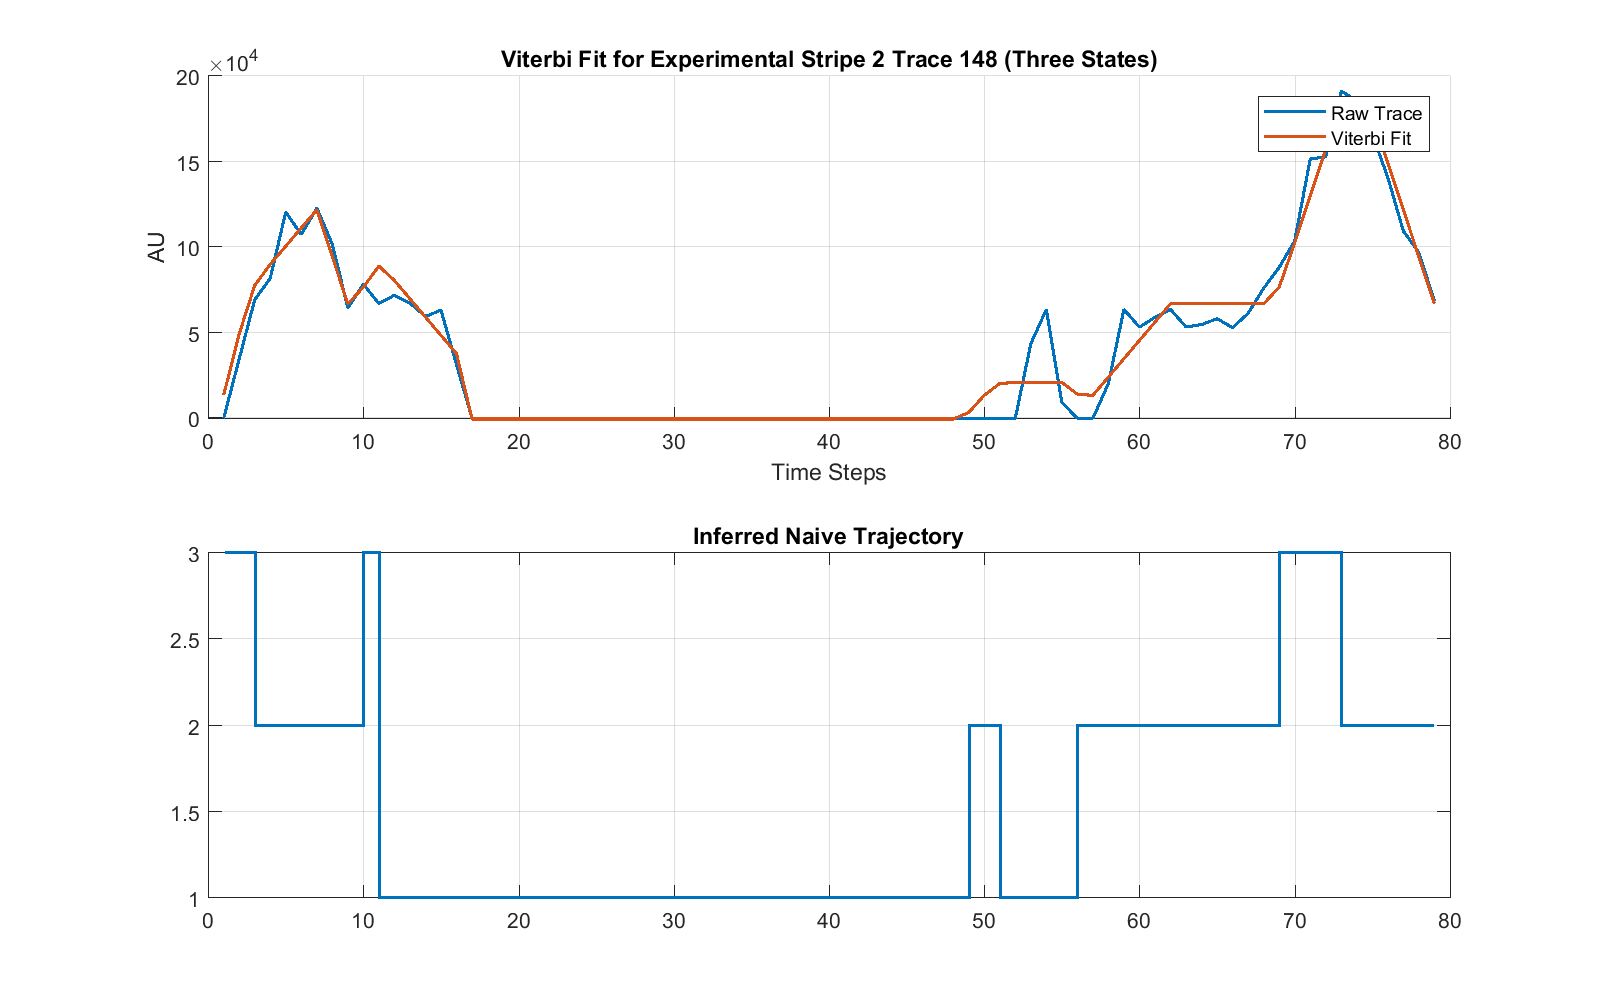 Viterbi Fit for Experimental Stripe 2 Trace 148 (Three States)
×10⁴
20
15
10
5
0
AU
Raw Trace
Viterbi Fit
0 10 20 30 40 50 60 70 80
Time Steps
Inferred Naive Trajectory
3
2.5
2
1.5
1
0 10 20 30 40 50 60 70 80